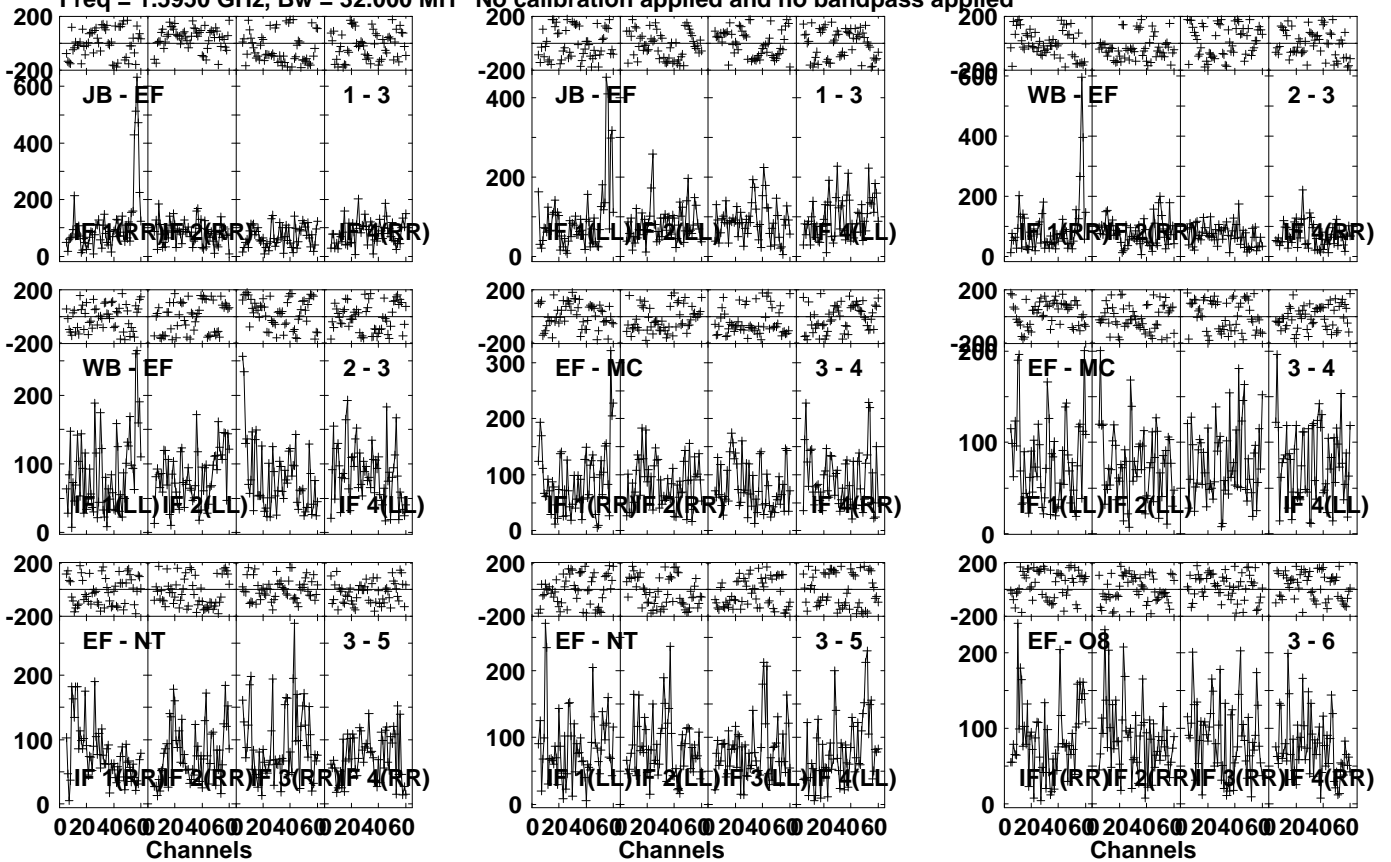 Freq = 1.5950 GHz, Bw = 32.000 MH No calibration applied and no bandpass applied
200
-200
600
400
200
0
JB - EF
1 - 3
IF 1(RR)
IF 2(RR)
IF 4(RR)
200
-200
400
200
0
JB - EF
1 - 3
IF 1(LL)
IF 2(LL)
IF 4(LL)
200
-200
600
400
200
0
WB - EF
2 - 3
IF 1(RR)
IF 2(RR)
IF 4(RR)
200
-200
200
100
0
WB - EF
2 - 3
IF 1(LL)
IF 2(LL)
IF 4(LL)
200
-200
300
200
100
0
EF - MC
3 - 4
IF 1(RR)
IF 2(RR)
IF 4(RR)
200
-200
200
100
0
EF - MC
3 - 4
IF 1(LL)
IF 2(LL)
IF 4(LL)
200
-200
200
100
0
EF - NT
3 - 5
IF 1(RR)
IF 2(RR)
IF 3(RR)
IF 4(RR)
0 20 40 60 0 20 40 60 0 20 40 60 0 20 40 60
Channels
200
-200
200
100
0
EF - NT
3 - 5
IF 1(LL)
IF 2(LL)
IF 3(LL)
IF 4(LL)
0 20 40 60 0 20 40 60 0 20 40 60 0 20 40 60
Channels
200
-200
200
100
0
EF - O8
3 - 6
IF 1(RR)
IF 2(RR)
IF 3(RR)
IF 4(RR)
0 20 40 60 0 20 40 60 0 20 40 60 0 20 40 60
Channels